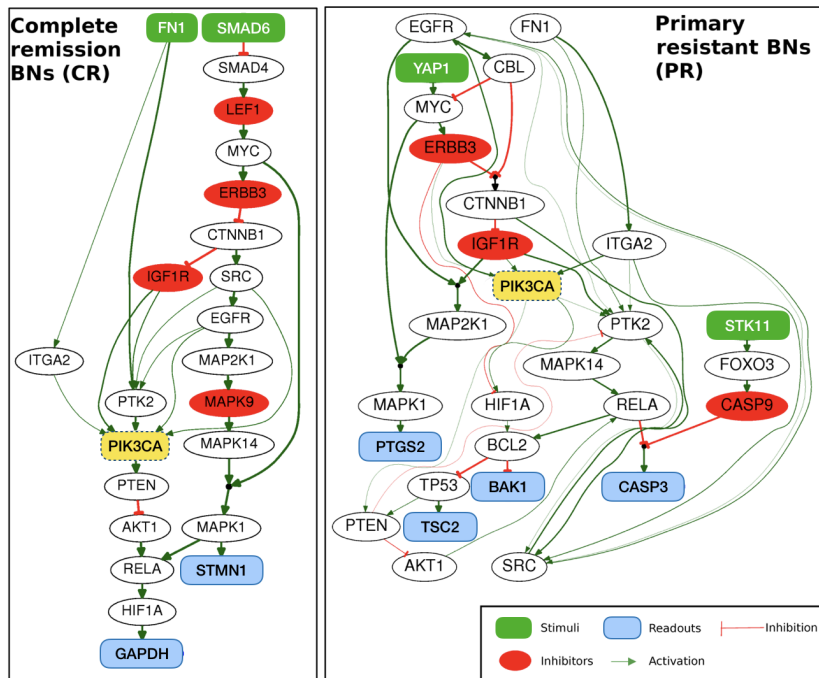 Complete
remission
BNs (CR)
FN1
SMAD6
SMAD4
LEF1
MYC
ERBB3
CTNNB1
IGF1R
SRC
EGFR
ITGA2
MAP2K1
PTK2
MAPK9
PIK3CA
MAPK14
PTEN
AKT1
MAPK1
RELA
STMN1
HIF1A
GAPDH
Primary
resistant BNs
(PR)
EGFR
FN1
YAP1
CBL
MYC
ERBB3
CTNNB1
IGF1R
ITGA2
PIK3CA
MAP2K1
PTK2
STK11
MAPK14
FOXO3
MAPK1
HIF1A
RELA
CASP9
PTGS2
BCL2
TP53
BAK1
CASP3
PTEN
TSC2
AKT1
SRC
Stimuli
Readouts
Inhibition
Inhibitors
Activation